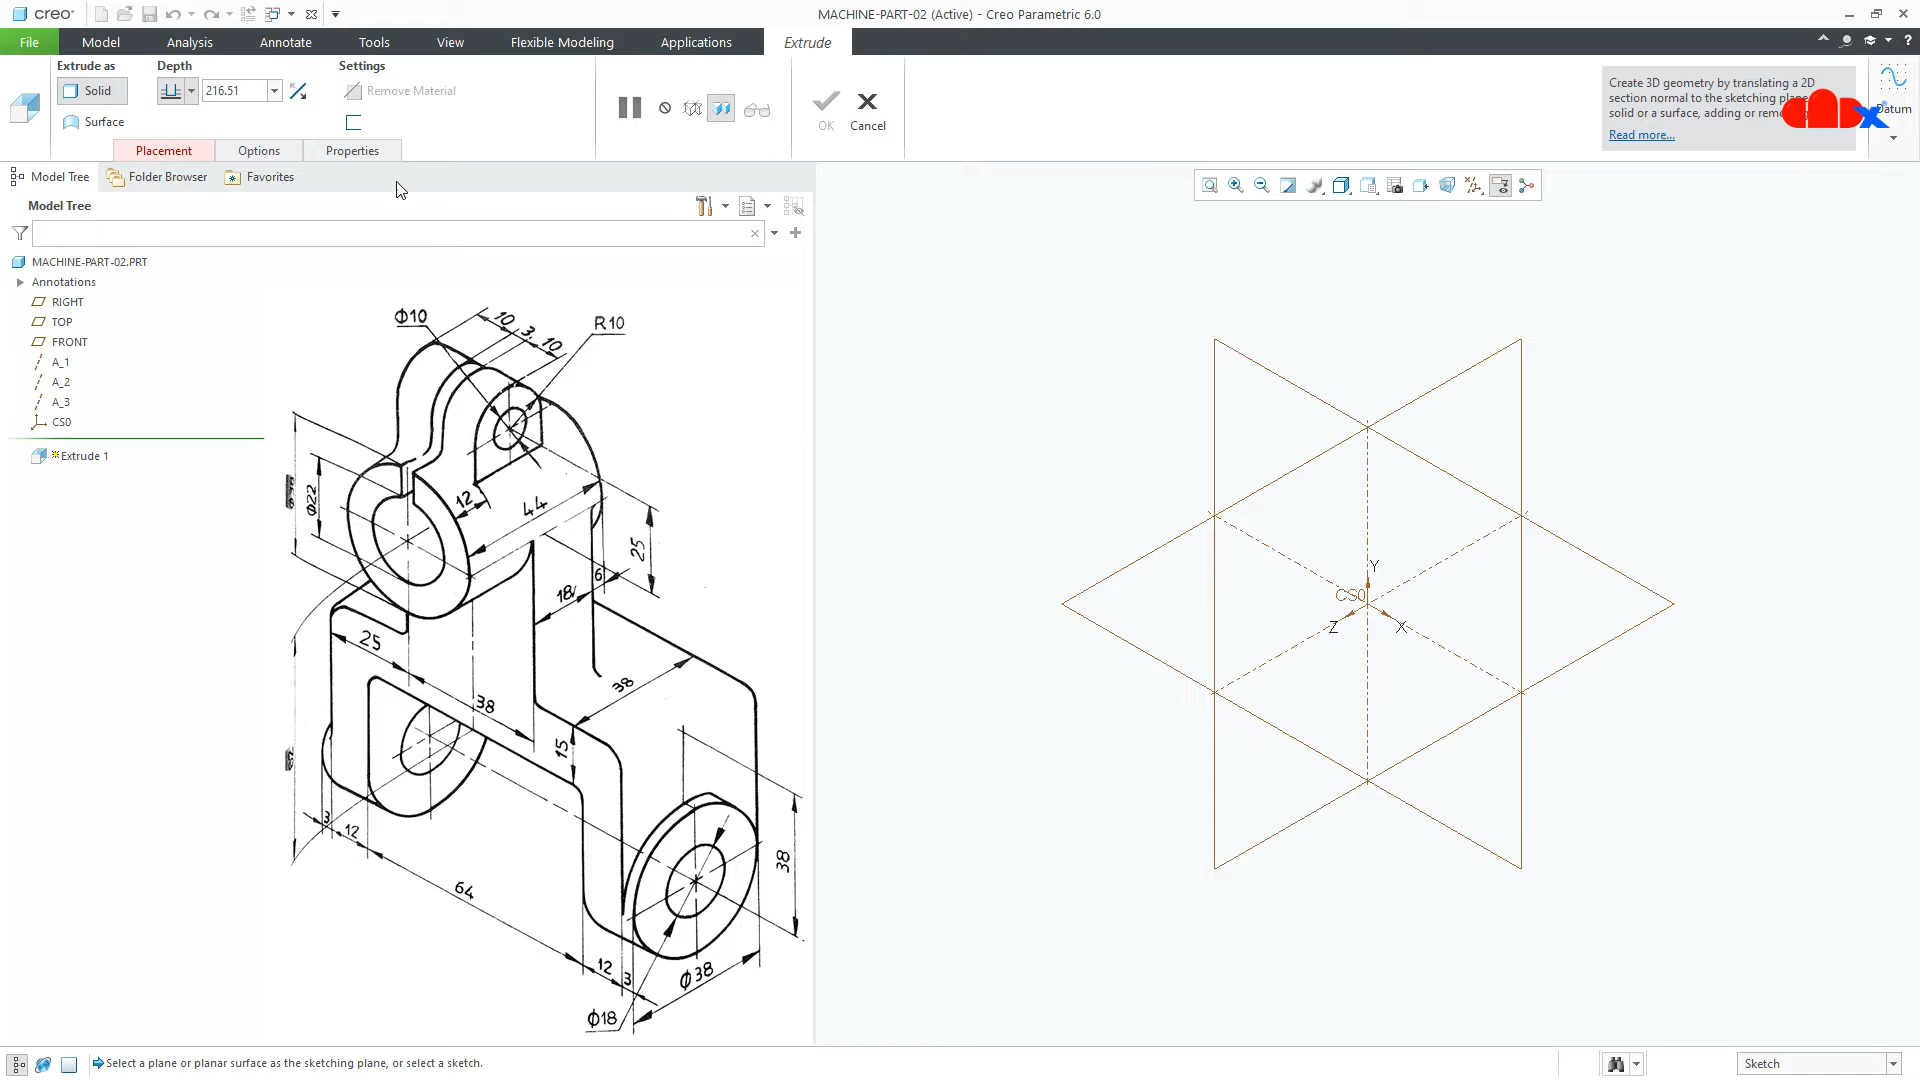 creo
MACHINE-PART-02 (Active) - Creo Parametric 6.0
File
Model
Analysis
Annotate
Tools
View
Flexible Modeling
Applications
Extrude
Extrude as
Depth
Settings
Solid
216.51
Remove Material
Surface
OK
Cancel
Create 3D geometry by translating a 2D
section normal to the sketching plane
solid or a surface, adding or
Read more...
Datum
Placement
Options
Properties
Model Tree
Folder Browser
Favorites
Model Tree
MACHINE-PART-02.PRT
Annotations
RIGHT
TOP
FRONT
A_1
A_2
A_3
CS0
Extrude 1
Φ10
10
3
10
R10
Φ22
12
44
25
6
18
25
38
38
15
3
12
64
38
12
3
Φ38
Φ18
Y
CS0
Z
X
Select a plane or planar surface as the sketching plane, or select a sketch.
Sketch